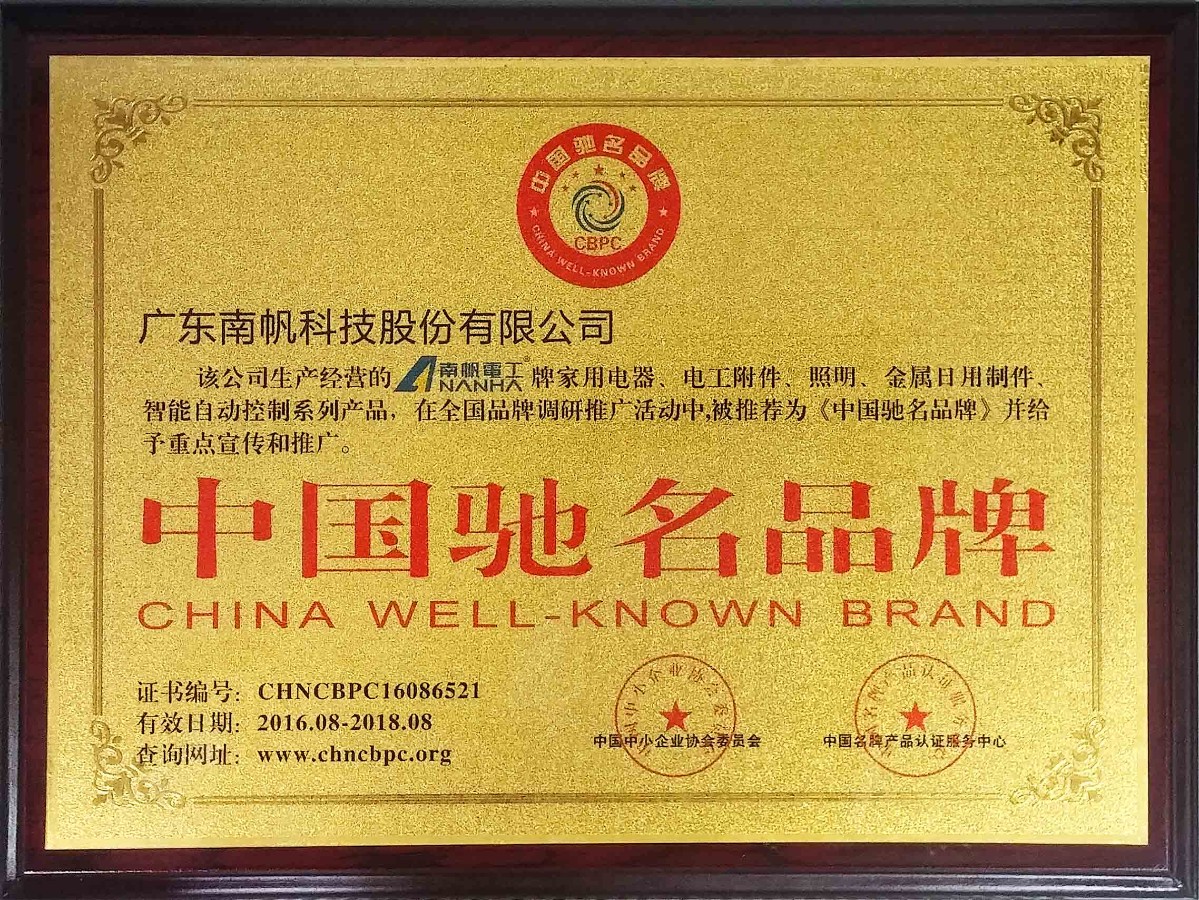 中国驰名品牌
CBPC
CHINA WELL-KNOWN BRAND
广东南帆科技股份有限公司
该公司生产经营的 南帆電工® NANHA 牌家用电器、电工附件、照明、金属日用制件、
智能自动控制系列产品，在全国品牌调研推广活动中,被推荐为《中国驰名品牌》并给
予重点宣传和推广。
中国驰名品牌
CHINA WELL-KNOWN BRAND
证书编号：CHNCBPC16086521
有效日期：2016.08-2018.08
查询网址：www.chncbpc.org
中国中小企业协会委员会
中国名牌产品认证服务中心